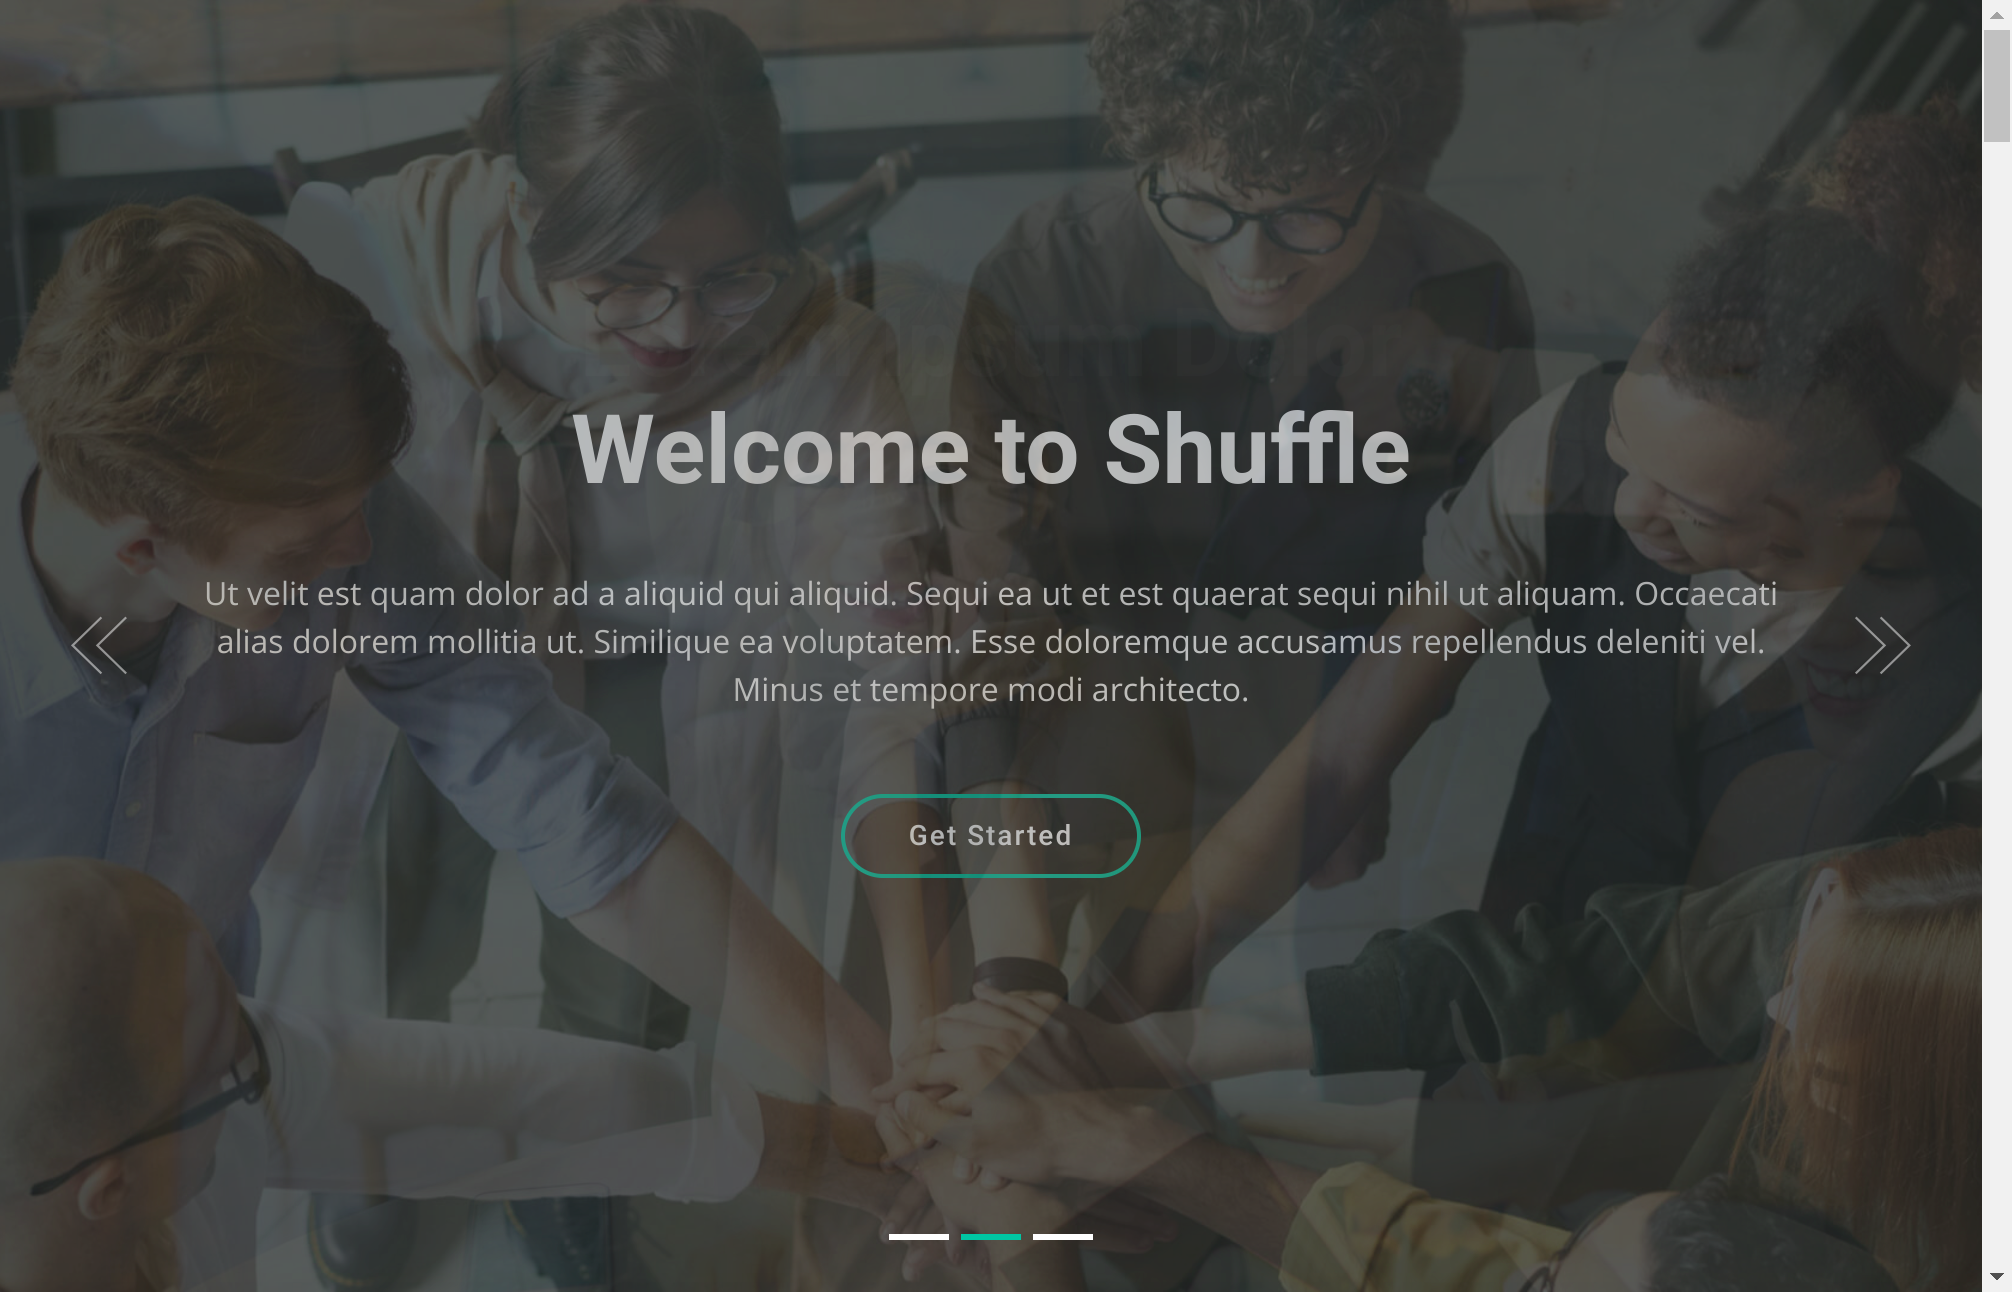 Welcome to Shuffle
Ut velit est quam dolor ad a aliquid qui aliquid. Sequi ea ut et est quaerat sequi nihil ut aliquam. Occaecati
alias dolorem mollitia ut. Similique ea voluptatem. Esse doloremque accusamus repellendus deleniti vel.
Minus et tempore modi architecto.
Get Started